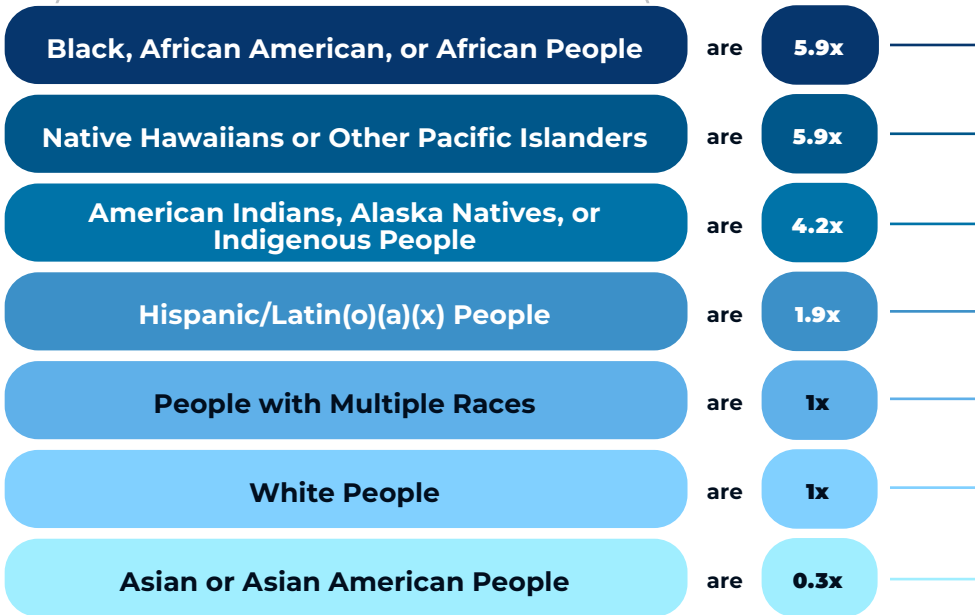 Black, African American, or African People are 5.9x
Native Hawaiians or Other Pacific Islanders are 5.9x
American Indians, Alaska Natives, or
Indigenous People are 4.2x
Hispanic/Latin(o)(a)(x) People are 1.9x
People with Multiple Races are 1x
White People are 1x
Asian or Asian American People are 0.3x